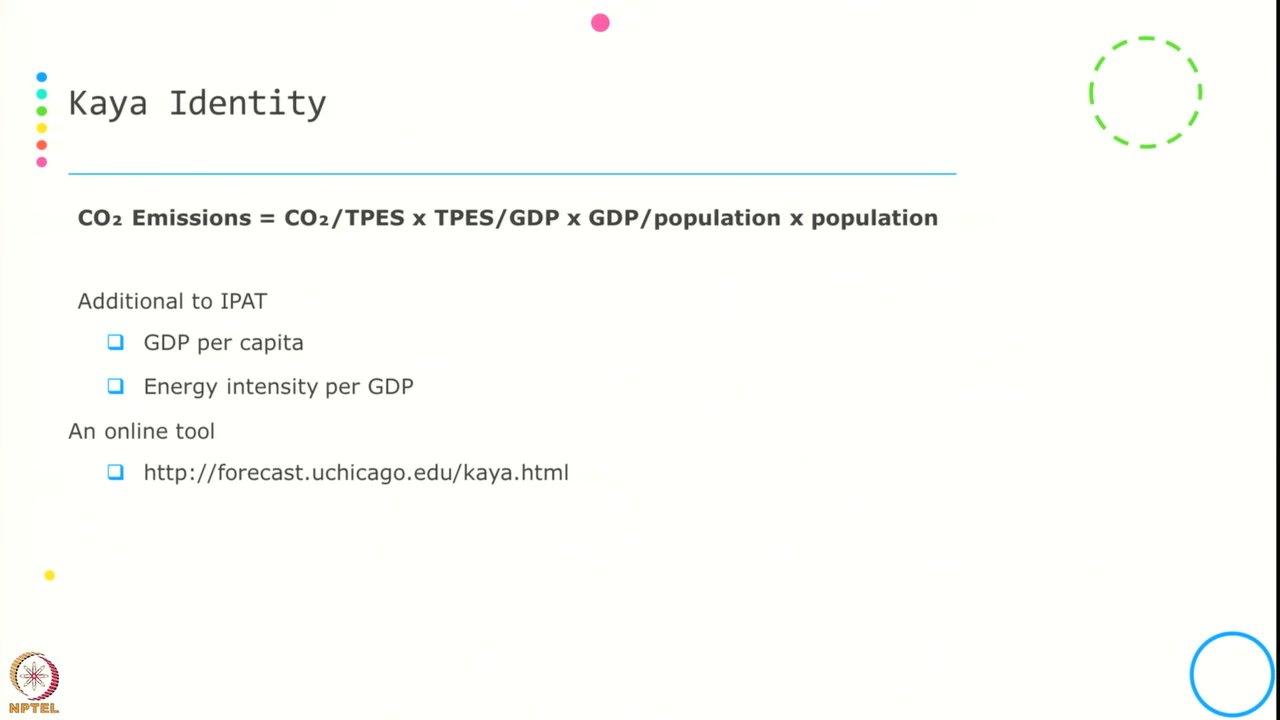 Kaya Identity
CO₂ Emissions = CO₂/TPES x TPES/GDP x GDP/population x population
Additional to IPAT
GDP per capita
Energy intensity per GDP
An online tool
http://forecast.uchicago.edu/kaya.html
NPTEL